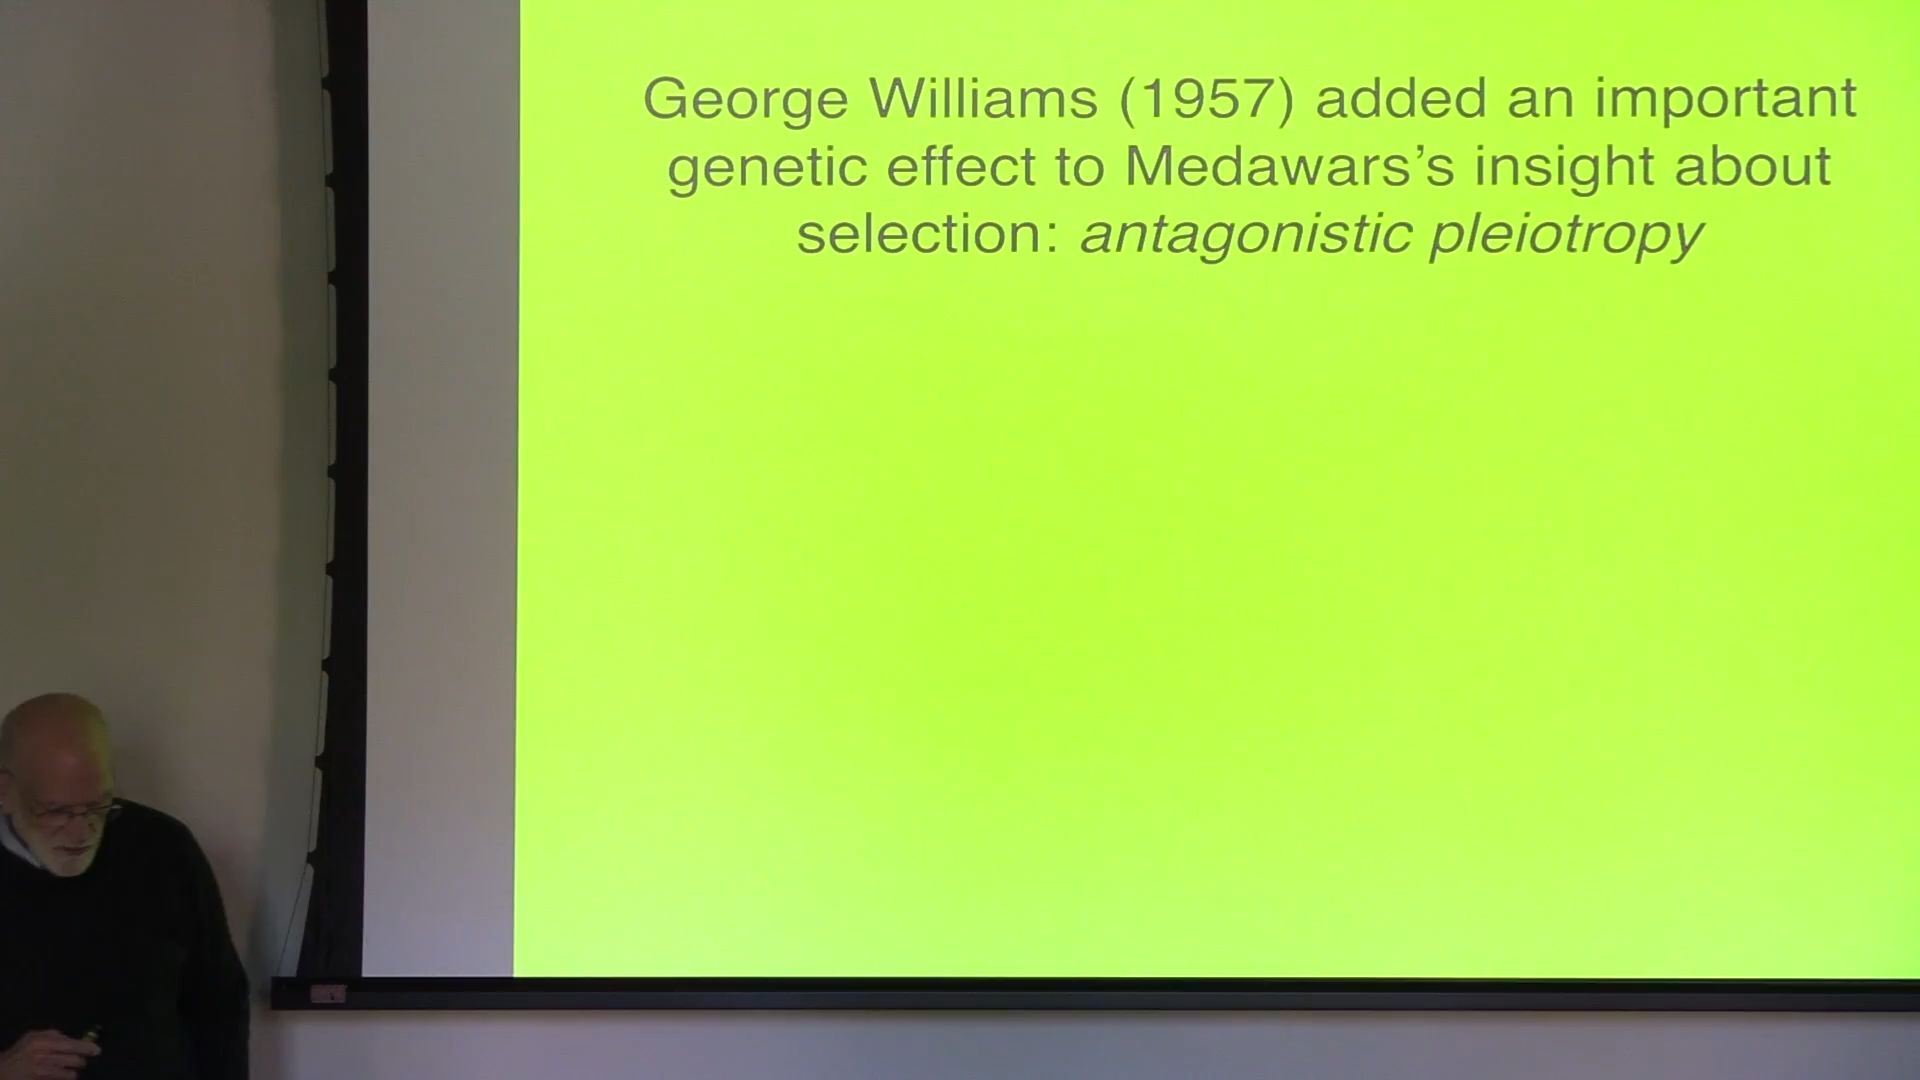 George Williams (1957) added an important
genetic effect to Medawars’s insight about
selection: antagonistic pleiotropy